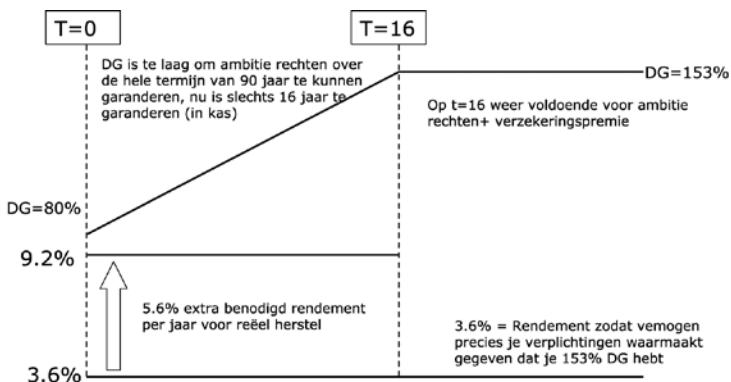 T=0
T=16
DG is te laag om ambitie rechten over
de hele termijn van 90 jaar te kunnen
garanderen, nu is slechts 16 jaar te
garanderen (in kas)
DG=153%
Op t=16 weer voldoende voor ambitie
rechten+ verzekeringspremie
DG=80%
9.2%
5.6% extra benodigd rendement
per jaar voor reëel herstel
3.6% = Rendement zodat vemogen
precies je verplichtingen waarmaakt
gegeven dat je 153% DG hebt
3.6%